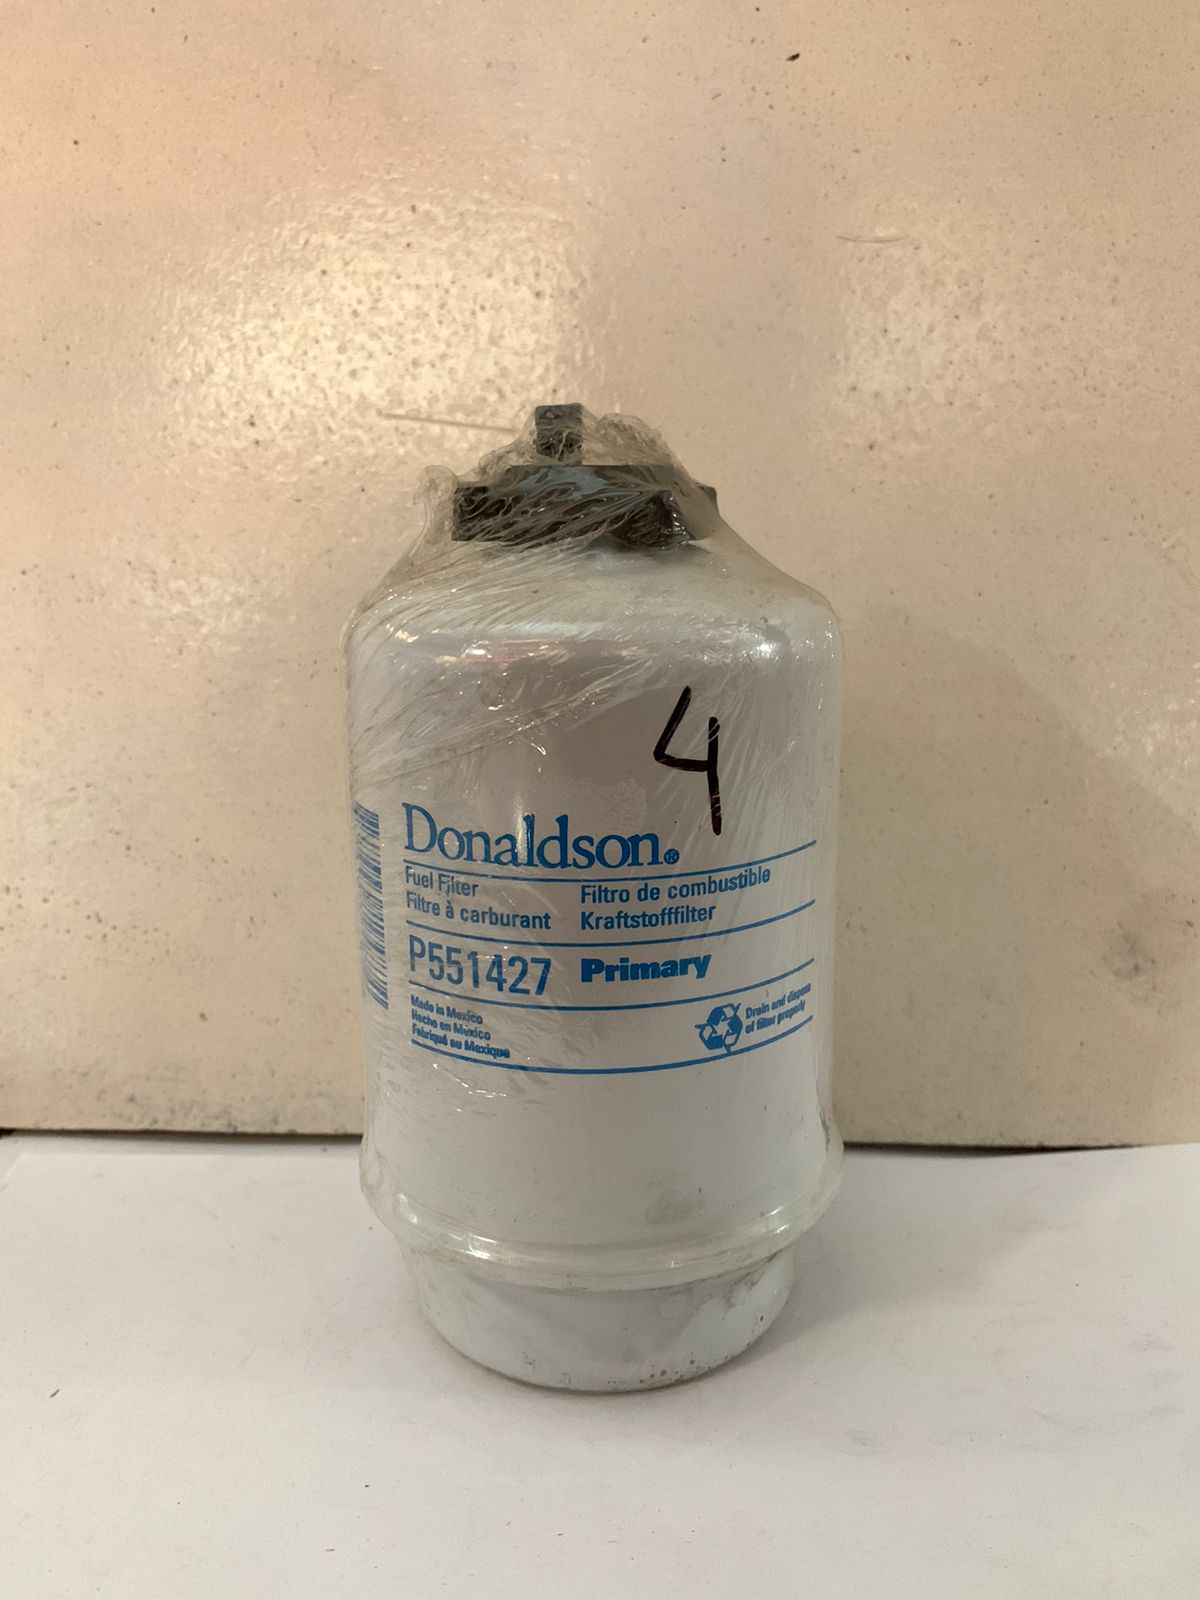 4
Donaldson®
Fuel Filter
Filtre à carburant
Filtro de combustible
Kraftstofffilter
P551427 Primary
Made in Mexico
Hecho en México
Fabriqué au Mexique
Drain and dispose
of filter properly